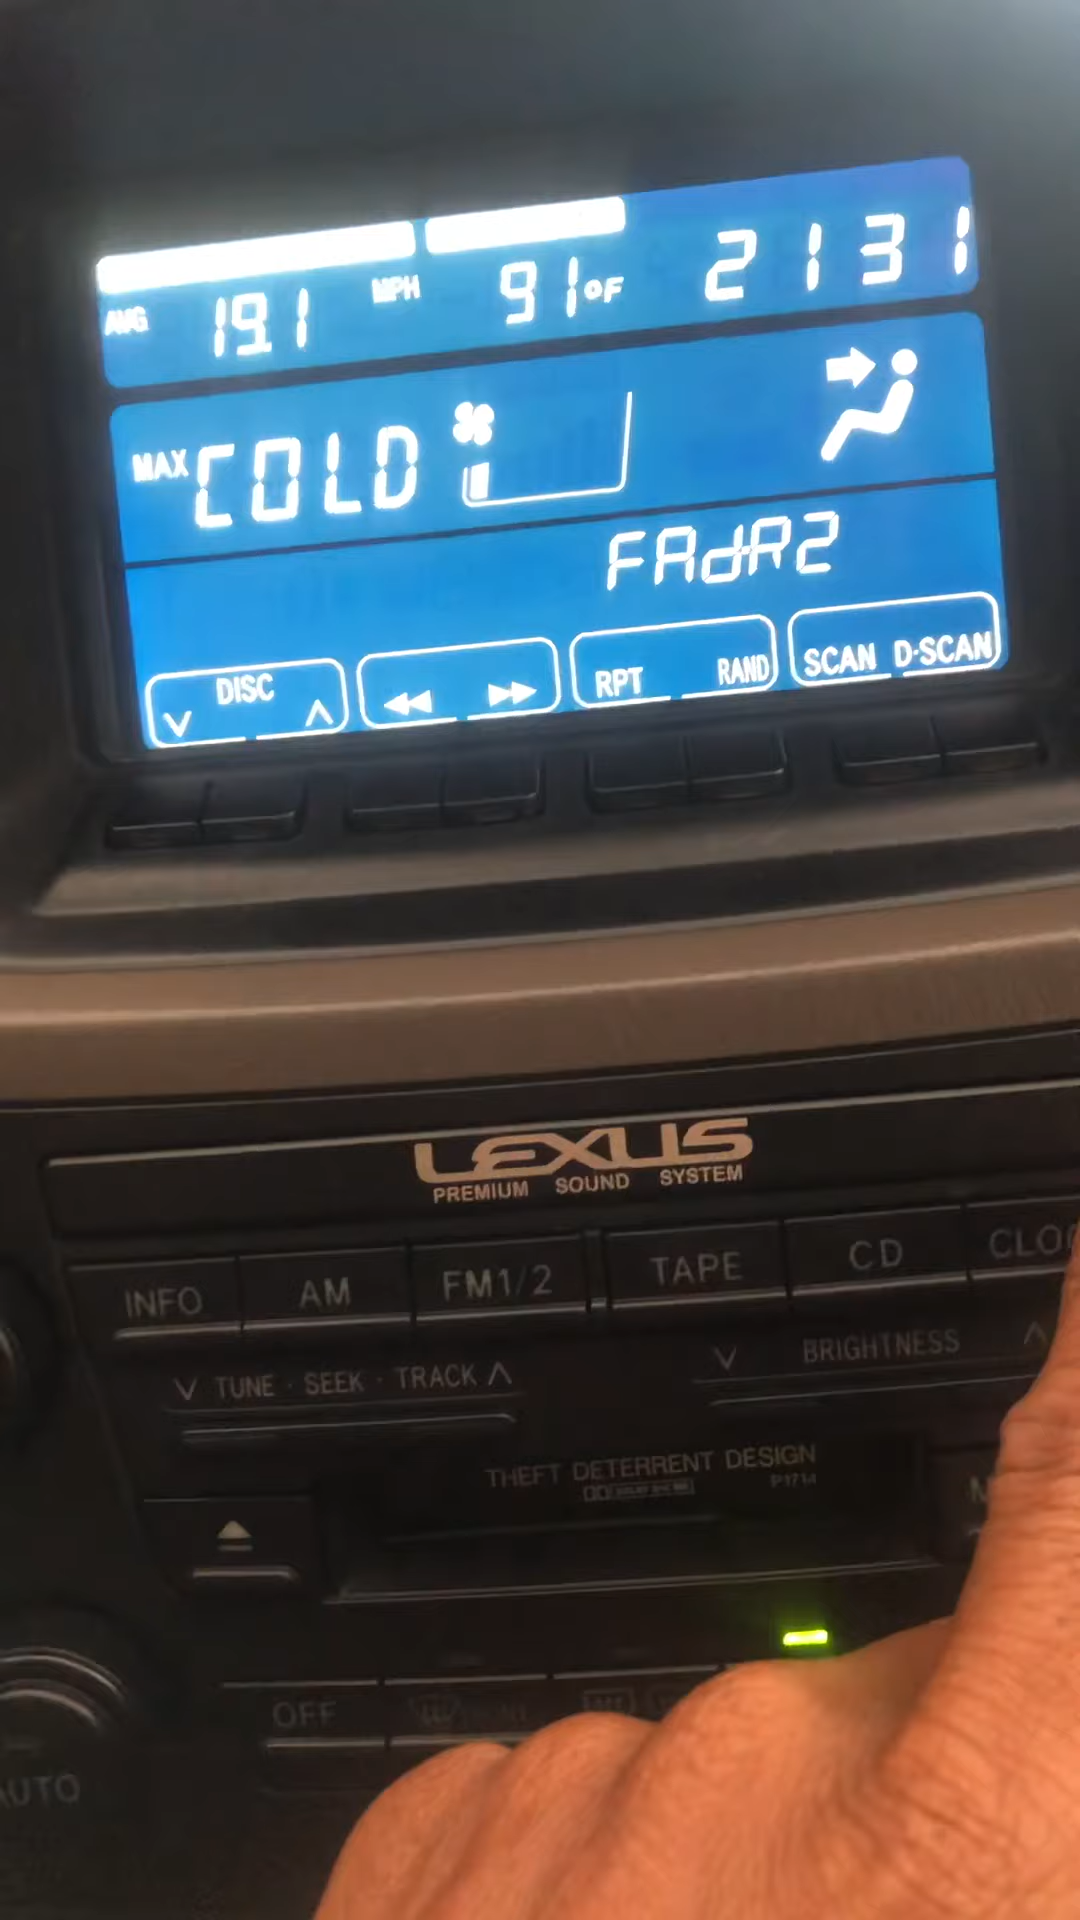 AVG 19.1 MPH 91°F 2131
MAX COLD
FAdR2
DISC RPT RAND SCAN D·SCAN
LEXUS
PREMIUM SOUND SYSTEM
INFO AM FM1/2 TAPE CD
TUNE · SEEK · TRACK BRIGHTNESS
THEFT DETERRENT DESIGN
P1714
OFF
AUTO